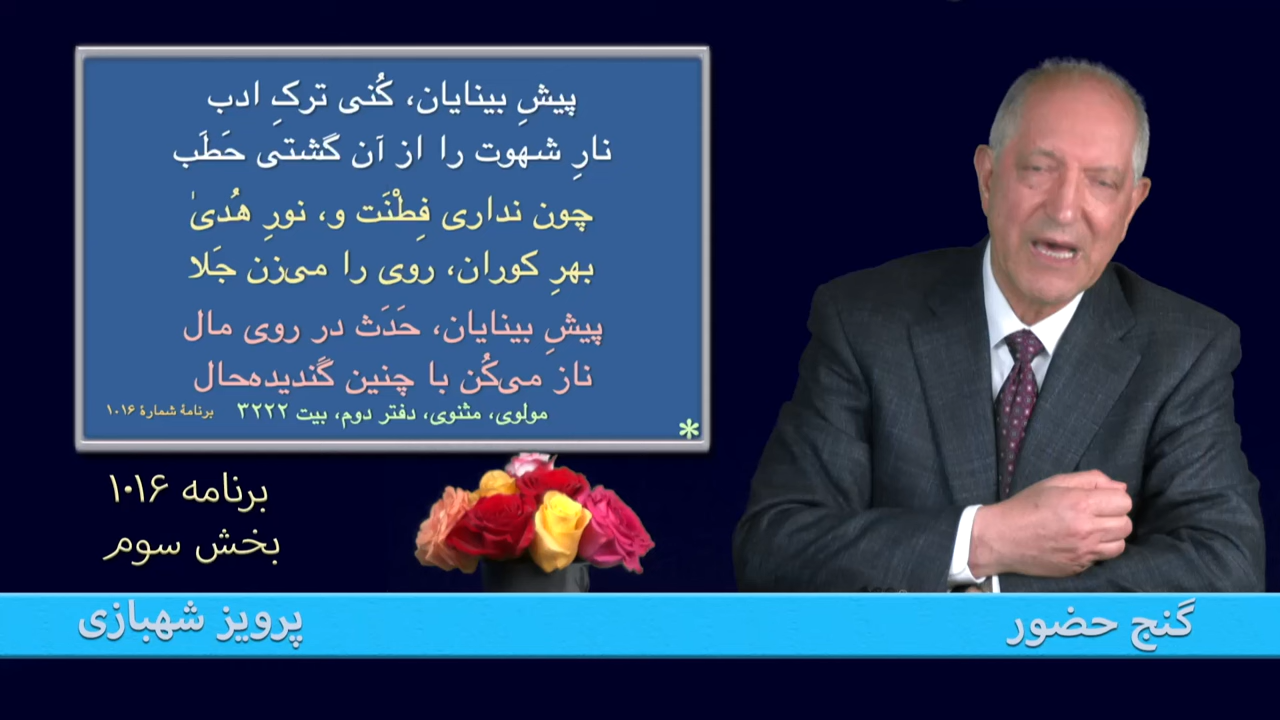 پیشِ بینایان، کُنی ترکِ ادب
نارِ شهوت را از آن گشتی حَطَب
چون نداری فِطْنَت و، نورِ هُدیٰ
بهرِ کوران، روی را می‌زن جَلا
پیشِ بینایان، حَدَث در روی مال
ناز می‌کُن با چنین گَندیده‌حال
مولوی، مثنوی، دفتر دوم، بیت ۳۲۲۲
برنامهٔ شمارهٔ ۱۰۱۶
*
برنامه ۱۰۱۶
بخش سوم
گنج حضور
پرویز شهبازی